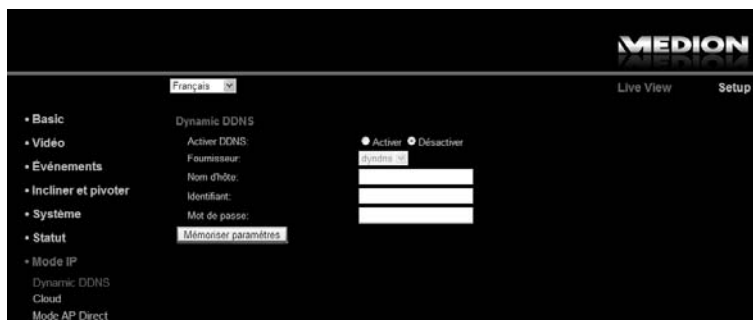 MEDION
Français
Live View Setup
• Basic
• Vidéo
• Événements
• Incliner et pivoter
• Système
• Statut
• Mode IP
Dynamic DDNS
Cloud
Mode AP Direct
Dynamic DDNS
Activer DDNS: Activer Désactiver
Fournisseur: dyndns
Nom d'hôte:
Identifiant:
Mot de passe:
Mémoriser paramètres